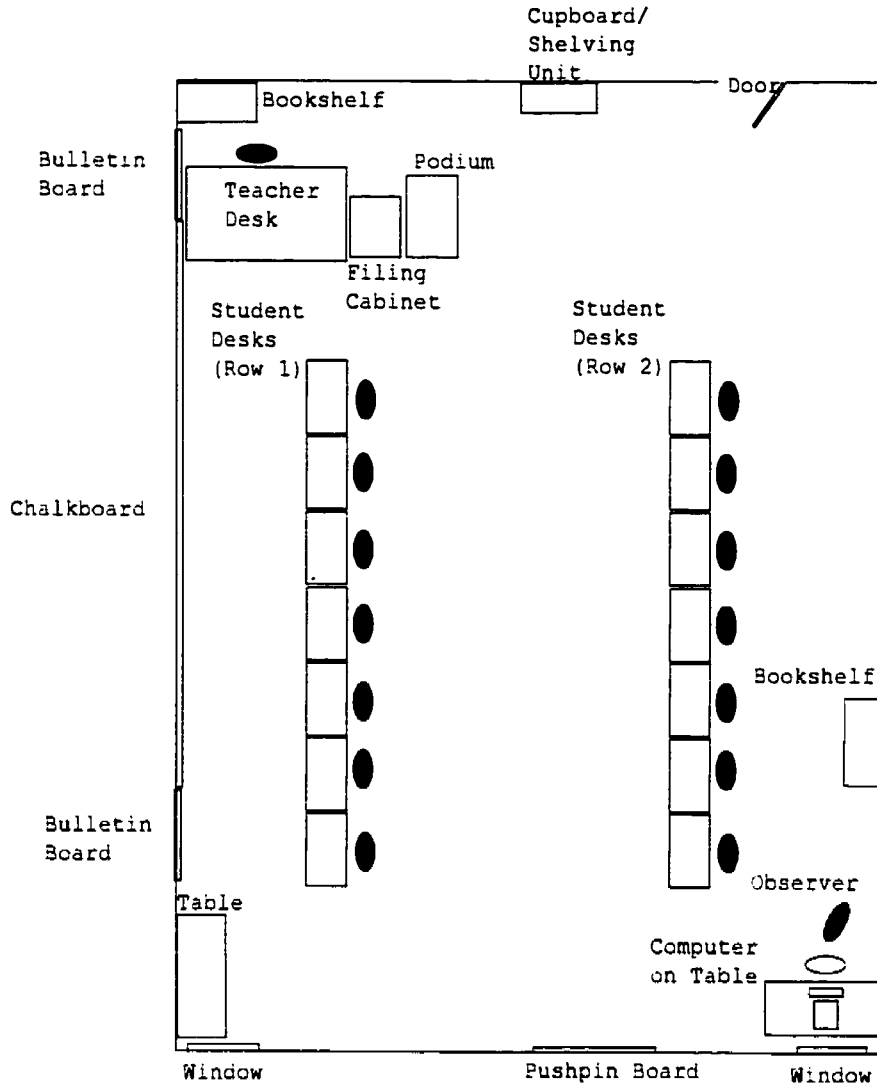 Cupboard/
Shelving
Unit
Door
Bookshelf
Bulletin
Board
Podium
Teacher
Desk
Filing
Cabinet
Student
Desks
(Row 1)
Student
Desks
(Row 2)
Chalkboard
Bookshelf
Bulletin
Board
Observer
Table
Computer
on Table
Window
Pushpin Board
Window